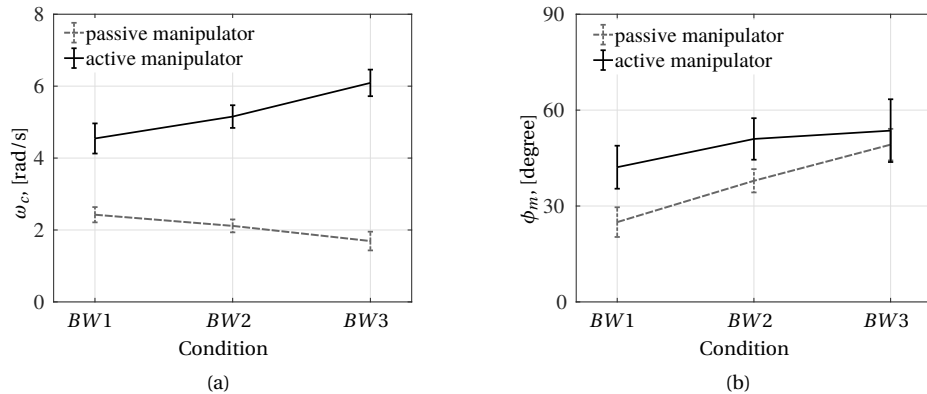 8
6
4
2
0
ω_c, [rad/s]
passive manipulator
active manipulator
BW1 BW2 BW3
Condition
(a)
90
60
30
0
ϕ_m, [degree]
passive manipulator
active manipulator
BW1 BW2 BW3
Condition
(b)